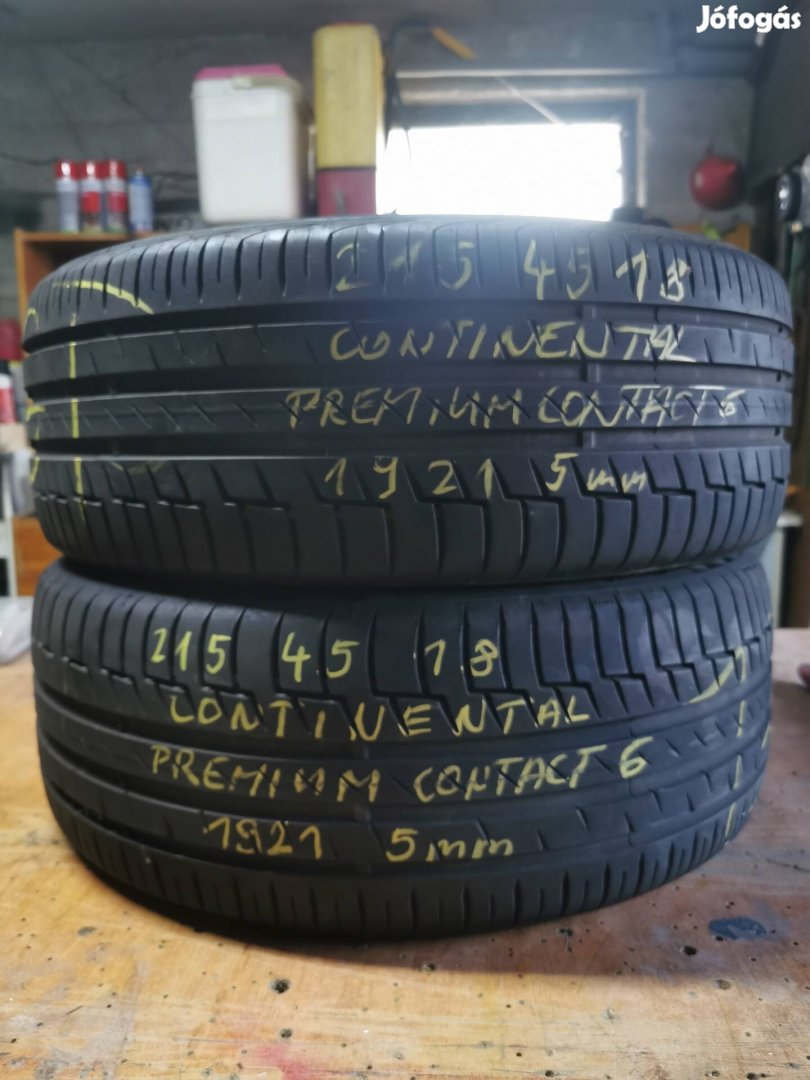 Jófogás
215 45 18
CONTINENTAL
PREMIUM CONTACT 6
1921 5mm
215 45 18
CONTINENTAL
PREMIUM CONTACT 6
1921 5mm